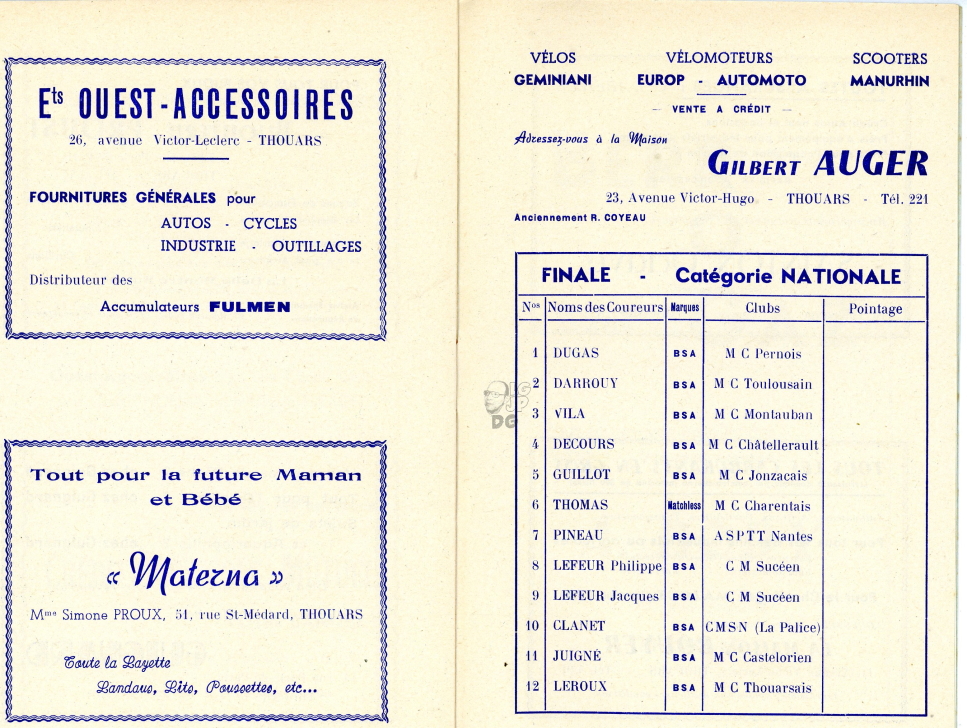 Ets OUEST-ACCESSOIRES
26, avenue Victor-Leclerc - THOUARS
FOURNITURES GÉNÉRALES pour
AUTOS - CYCLES
INDUSTRIE - OUTILLAGES
Distributeur des
Accumulateurs FULMEN
Tout pour la future Maman
et Bébé
« Materna »
Mme Simone PROUX, 51, rue St-Médard, THOUARS
Toute la Layette
Landaus, Lits, Poussettes, etc...
VÉLOS VÉLOMOTEURS SCOOTERS
GEMINIANI EUROP - AUTOMOTO MANURHIN
— VENTE A CRÉDIT —
Adressez-vous à la Maison
GILBERT AUGER
23, Avenue Victor-Hugo - THOUARS - Tél. 221
Anciennement R. COYEAU
FINALE - Catégorie NATIONALE
Nos Noms des Coureurs Marques Clubs Pointage
1 DUGAS BSA M C Pernois
2 DARROUY BSA M C Toulousain
3 VILA BSA M C Montauban
4 DECOURS BSA M C Châtellerault
5 GUILLOT BSA M C Jonzacais
6 THOMAS Matchless M C Charentais
7 PINEAU BSA ASPTT Nantes
8 LEFEUR Philippe BSA C M Sucéen
9 LEFEUR Jacques BSA C M Sucéen
10 CLANET BSA CMSN (La Palice)
11 JUIGNÉ BSA M C Castelorien
12 LEROUX BSA M C Thouarsais
DG